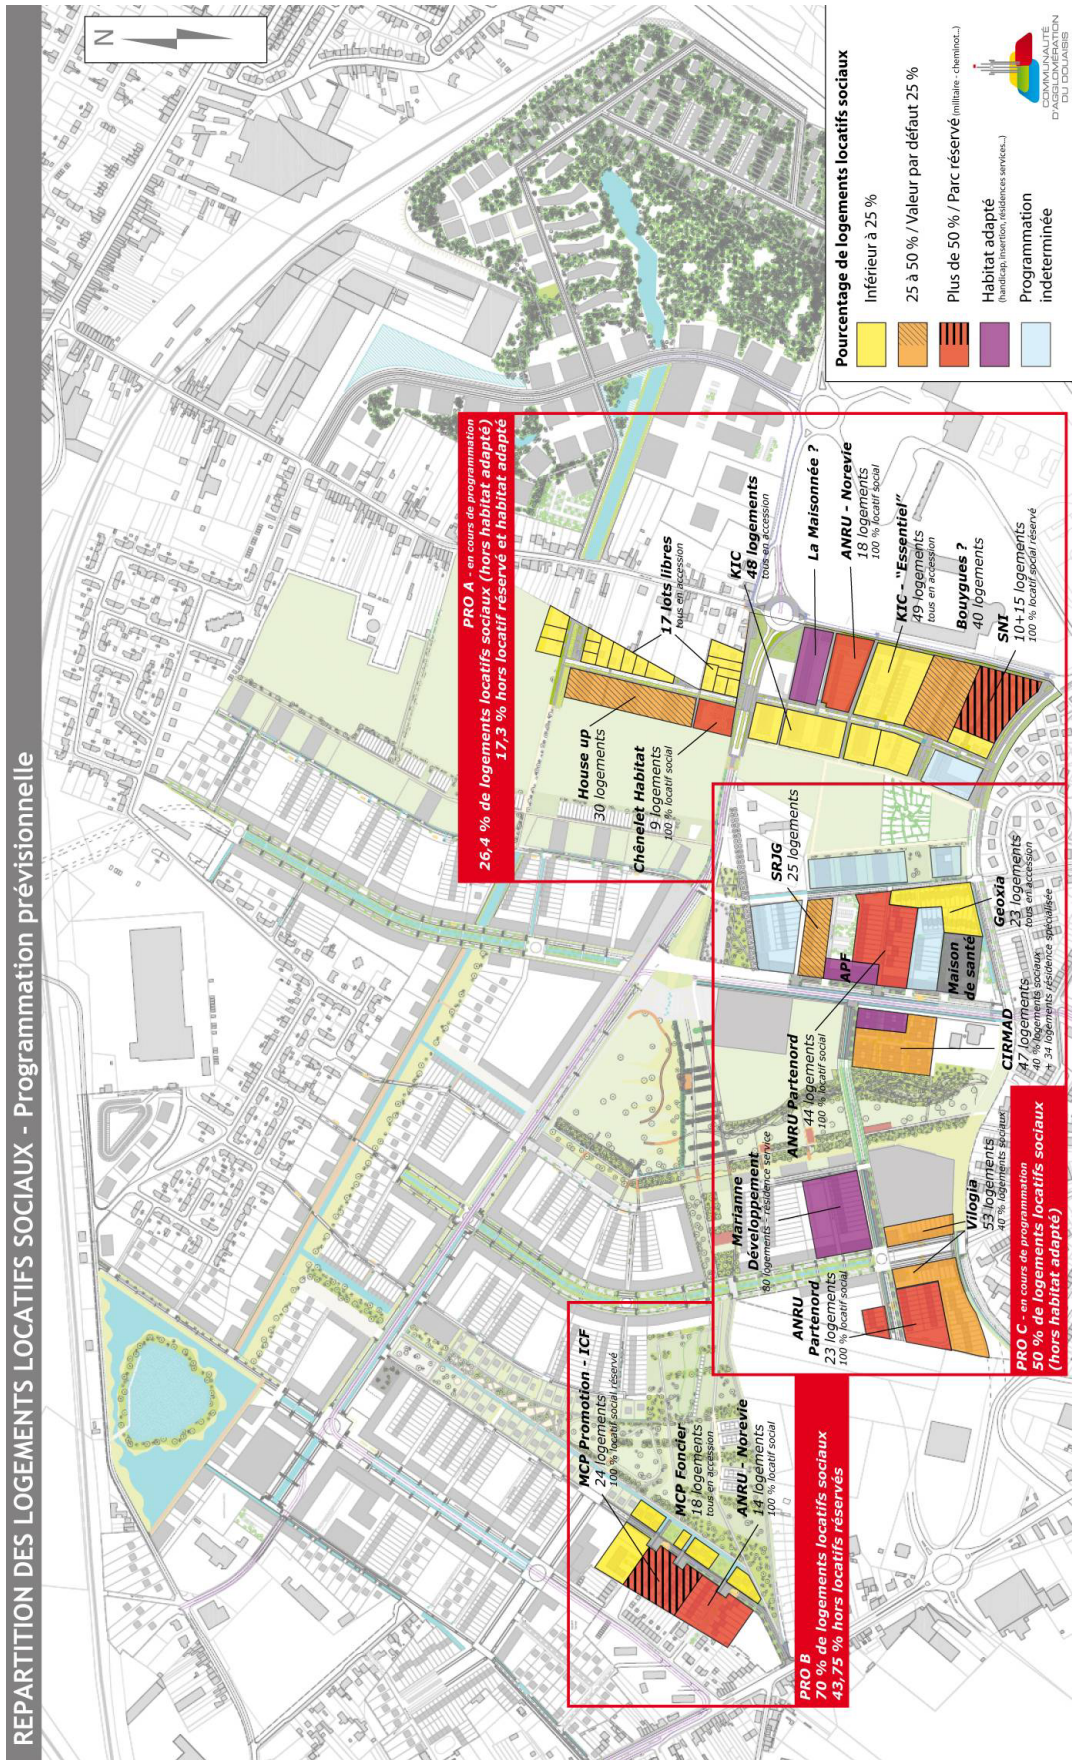 REPARTITION DES LOGEMENTS LOCATIFS SOCIAUX - Programmation prévisionnelle
N
PRO A - en cours de programmation
26,4 % de logements locatifs sociaux (hors habitat adapté)
17,3 % hors locatif réservé et habitat adapté
House up
30 logements
Chênelet Habitat
9 logements
100 % locatif social
17 lots libres
tous en accession
KIC
48 logements
tous en accession
La Maisonnée ?
ANRU - Norevie
18 logements
100 % locatif social
KIC - "Essentiel"
49 logements
tous en accession
Bouygues ?
40 logements
SNI
10+15 logements
100 % locatif social réservé
MCP Promotion - ICF
24 logements
100 % locatif social réservé
MCP Foncier
18 logements
tous en accession
ANRU - Norevie
14 logements
100 % locatif social
PRO B
70 % de logements locatifs sociaux
43,75 % hors locatifs réservés
SRJG
25 logements
APF
ANRU Partenord
44 logements
100 % locatif social
Marianne
Développement
80 logements - résidence service
ANRU
Partenord
23 logements
100 % locatif social
Maison
de santé
Geoxia
23 logements
tous en accession
CIRMAD
47 logements
40 % logements sociaux
+ 34 logements résidence spécialisée
Vilogia
53 logements
40 % logements sociaux
PRO C - en cours de programmation
50 % de logements locatifs sociaux
(hors habitat adapté)
Pourcentage de logements locatifs sociaux
Inférieur à 25 %
25 à 50 % / Valeur par défaut 25 %
Plus de 50 % / Parc réservé (militaire - cheminot...)
Habitat adapté
(handicap, insertion, résidences services...)
Programmation
indeterminée
COMMUNAUTÉ
D'AGGLOMÉRATION
DU DOUAISIS